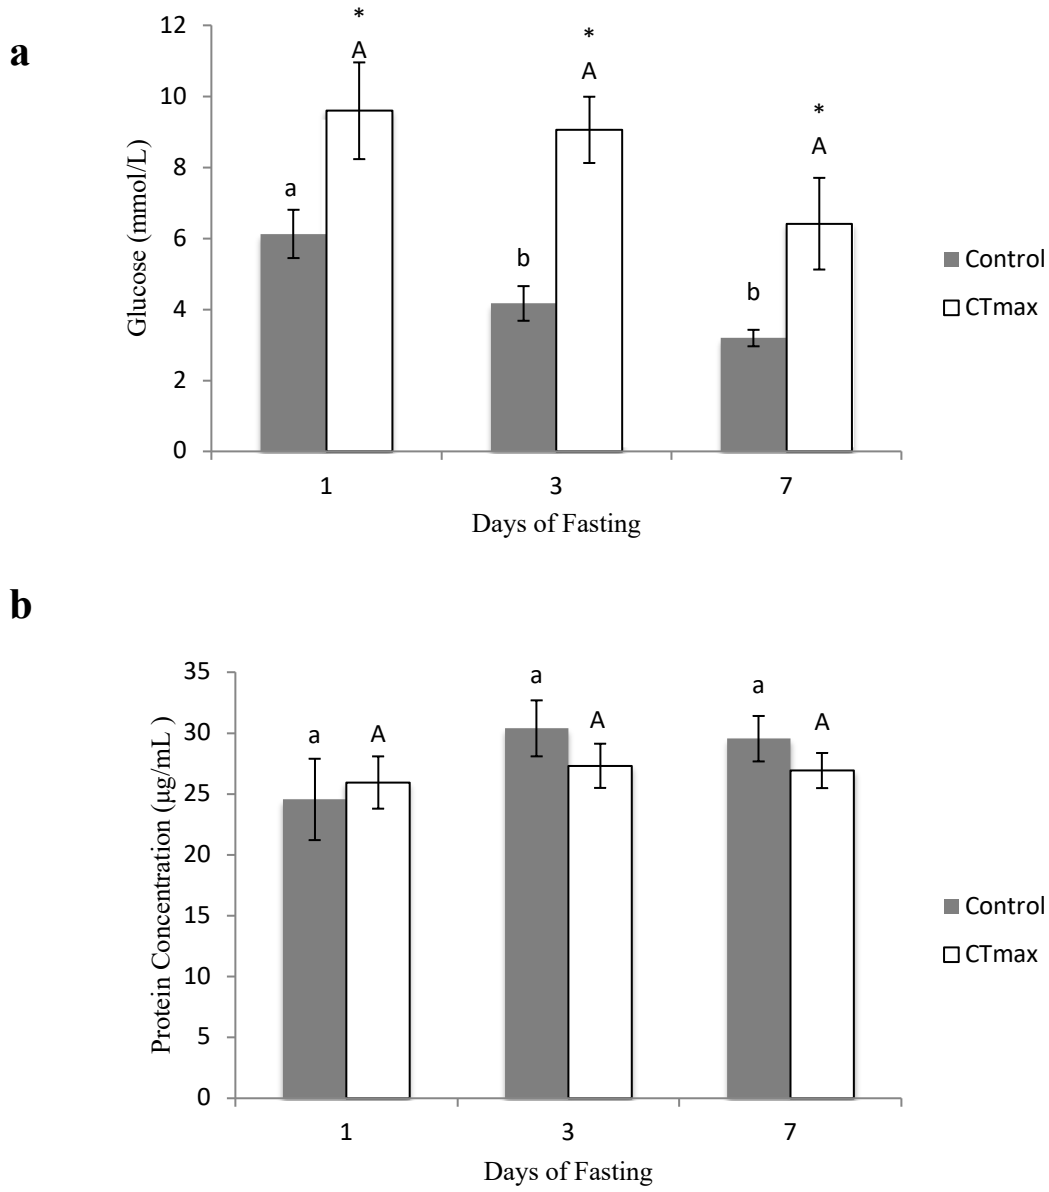 a
12
10
8
6
4
2
0
Glucose (mmol/L)
a
*
A
b
*
A
b
*
A
1
3
7
Days of Fasting
Control
CTmax
b
35
30
25
20
15
10
5
0
Protein Concentration (µg/mL )
a
A
a
A
a
A
1
3
7
Days of Fasting
Control
CTmax